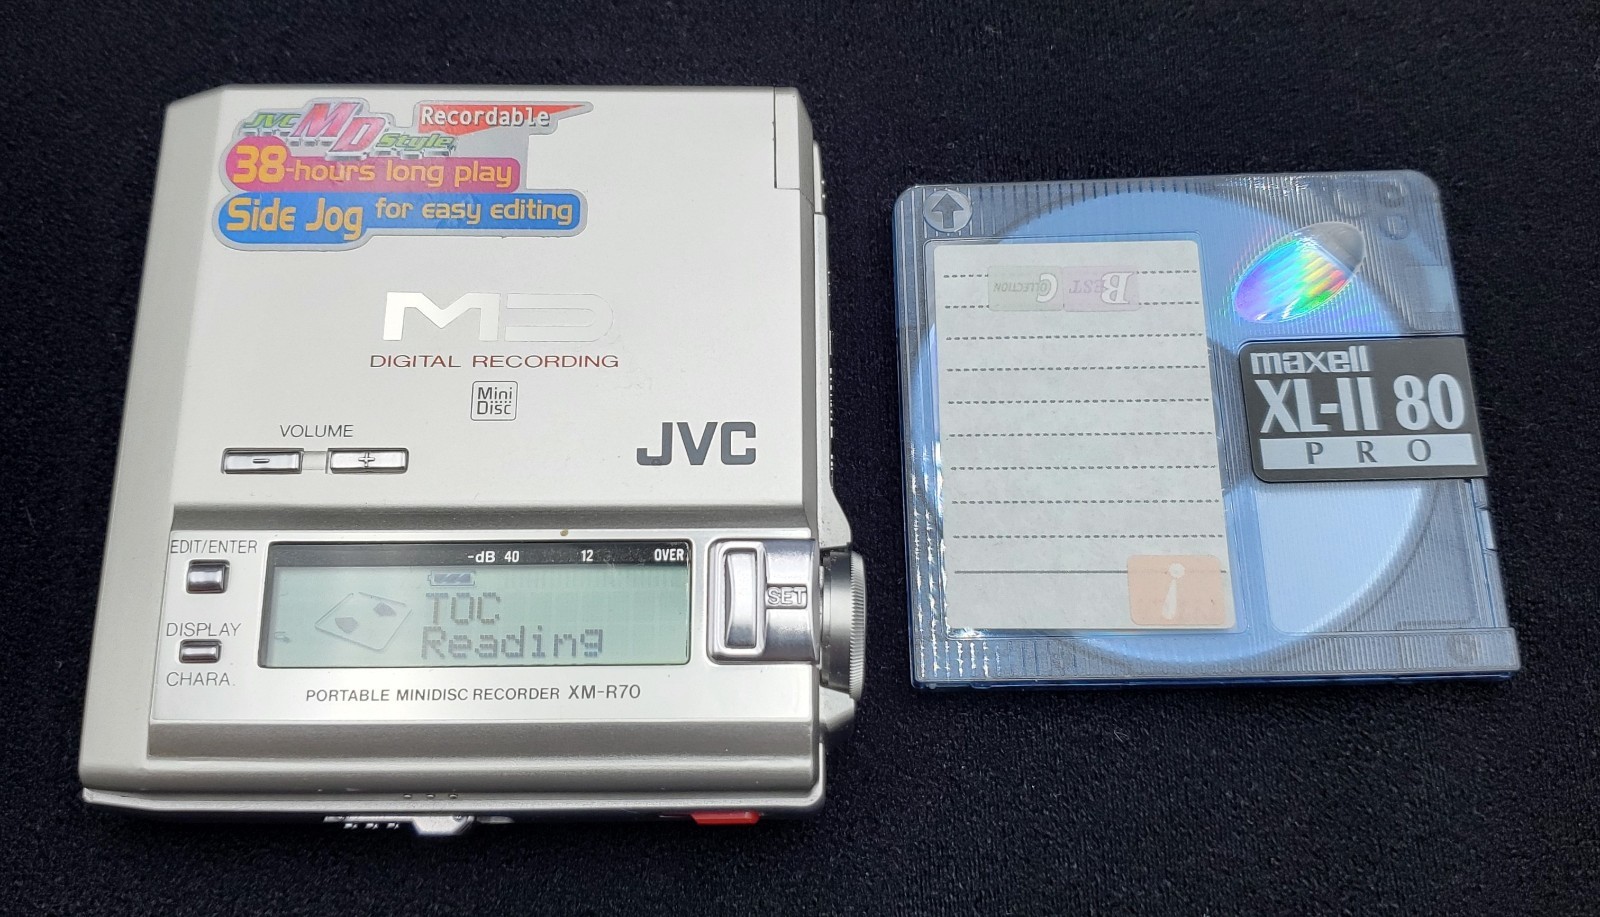 JVC MD Style
Recordable
38-hours long play
Side Jog for easy editing
MD
DIGITAL RECORDING
Mini
Disc
VOLUME
- +
JVC
EDIT/ENTER
-dB 40 12 OVER
TOC
Reading
SET
DISPLAY
CHARA.
PORTABLE MINIDISC RECORDER XM-R70
BEST COLLECTION
maxell
XL-II 80
PRO
i